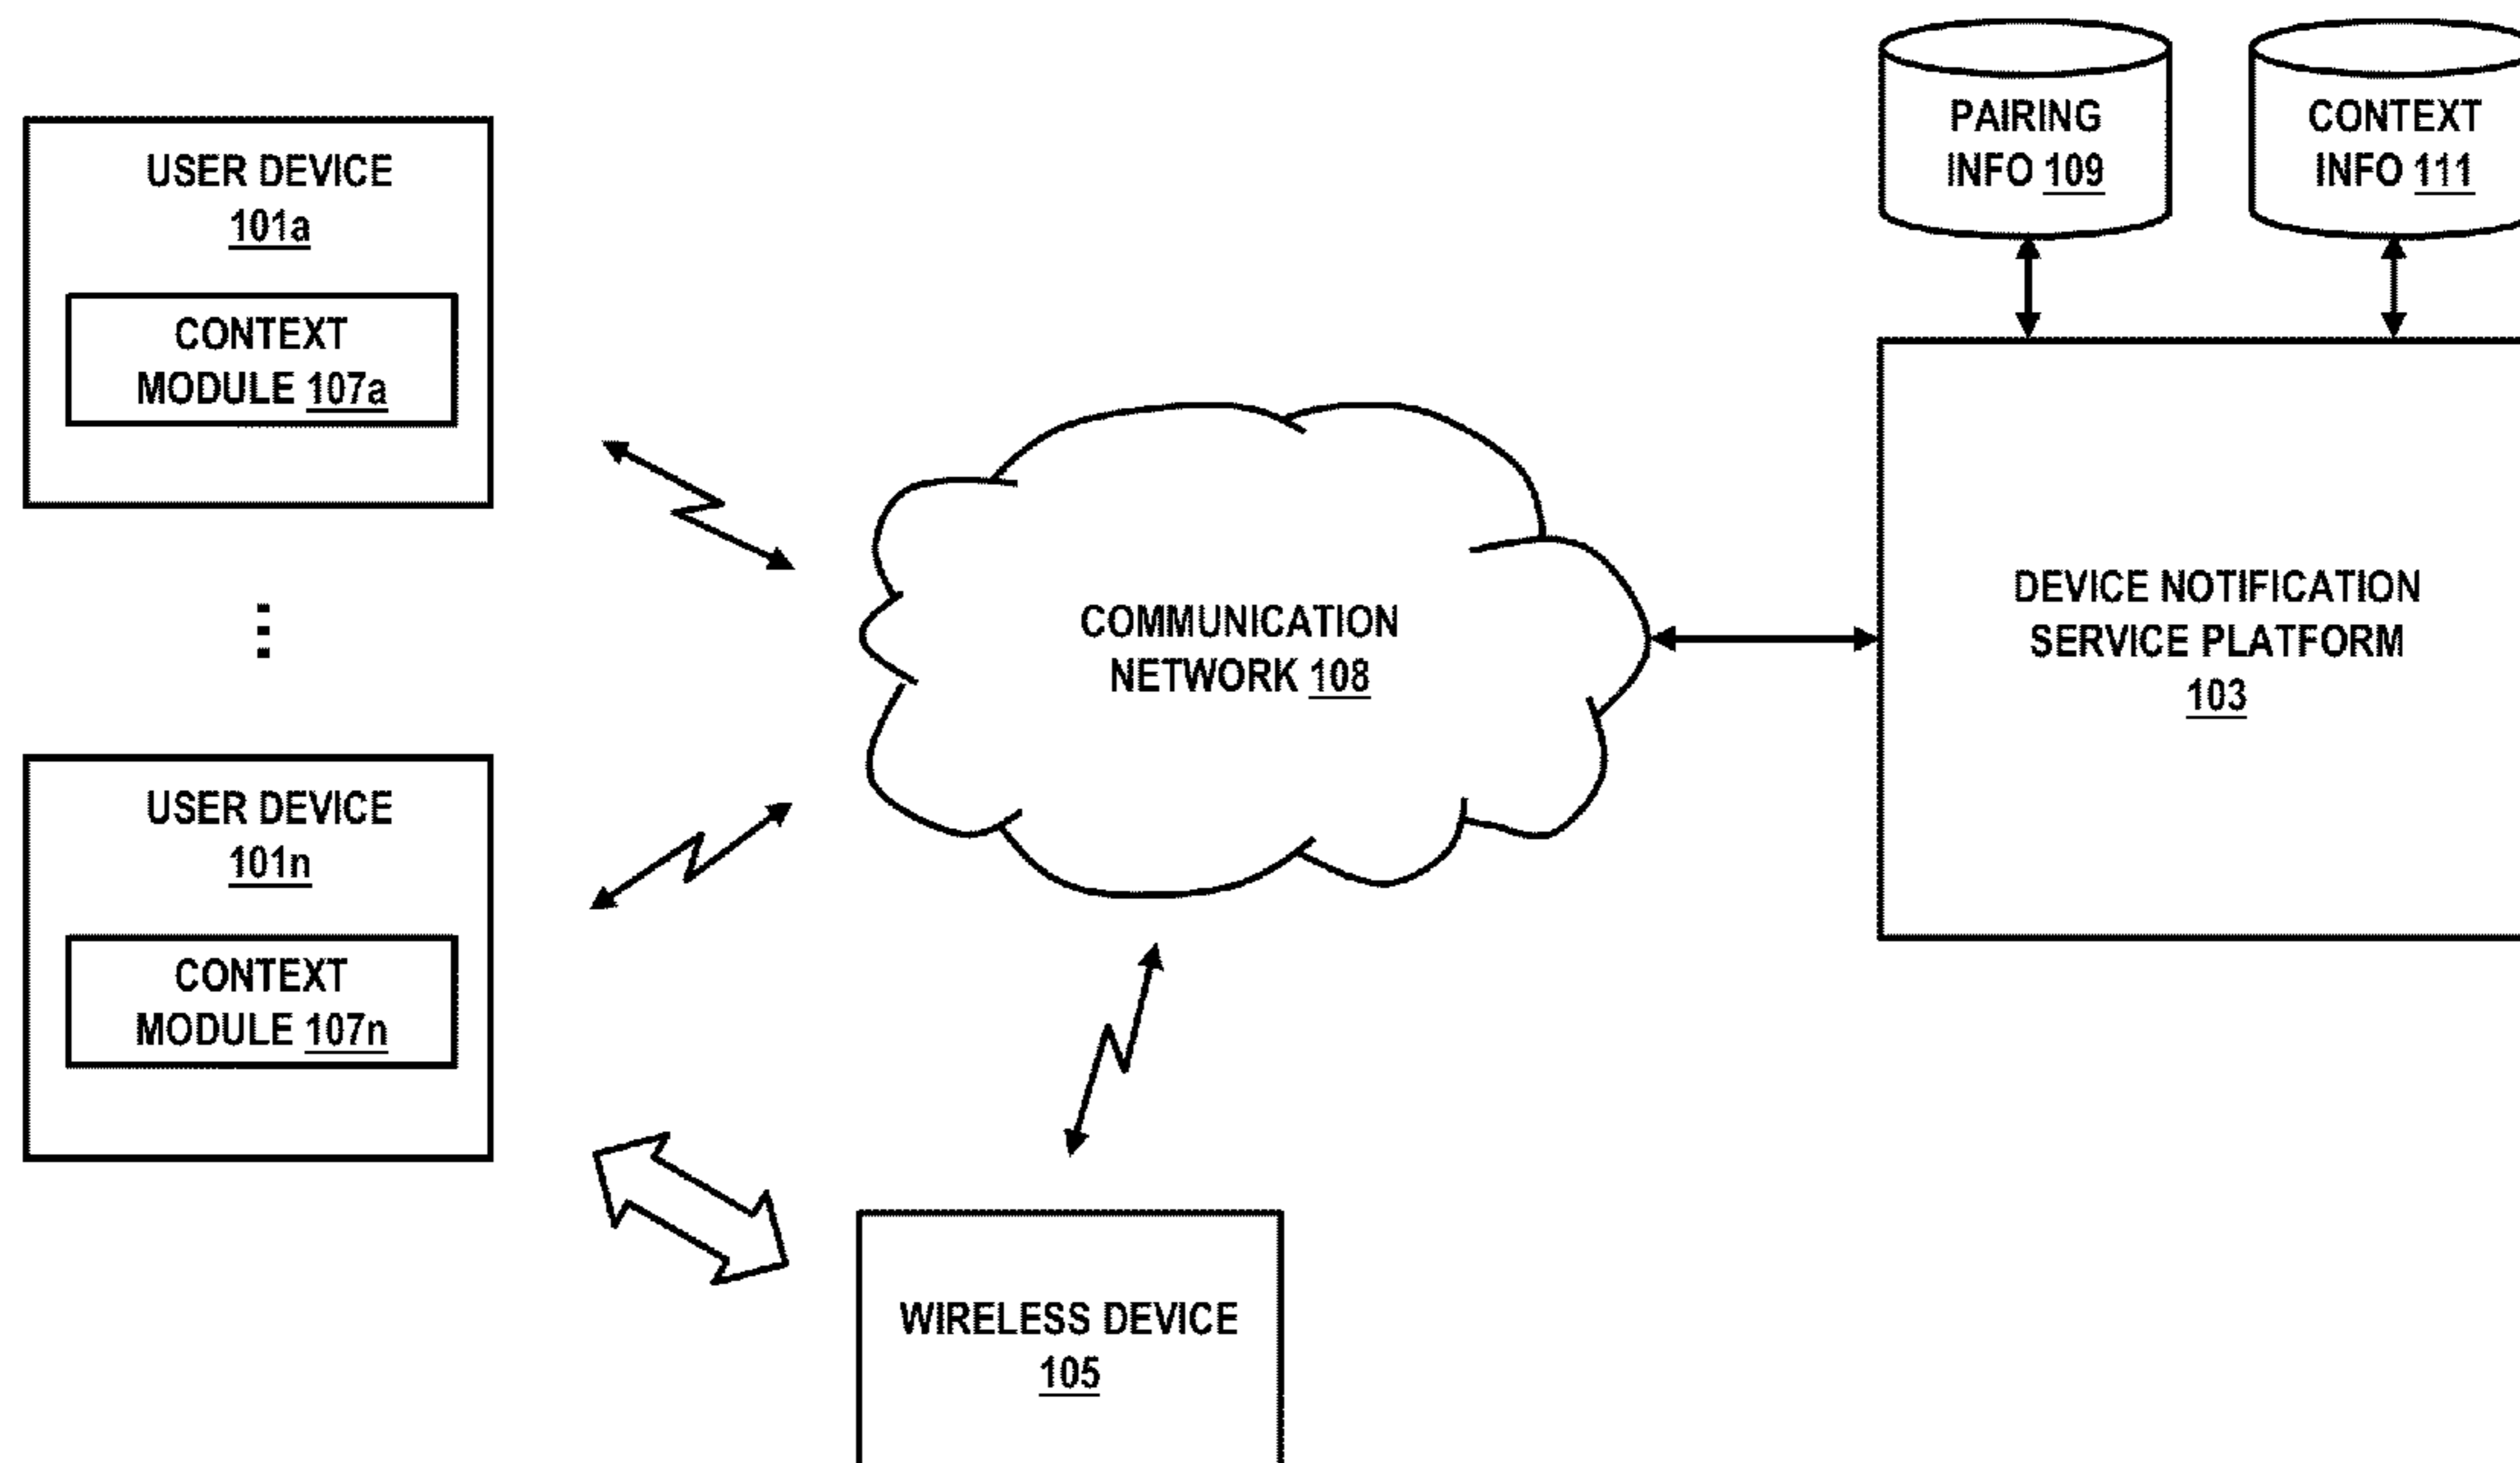 USER DEVICE
101a
CONTEXT
MODULE 107a
USER DEVICE
101n
CONTEXT
MODULE 107n
COMMUNICATION
NETWORK 108
WIRELESS DEVICE
105
PAIRING
INFO 109
CONTEXT
INFO 111
DEVICE NOTIFICATION
SERVICE PLATFORM
103